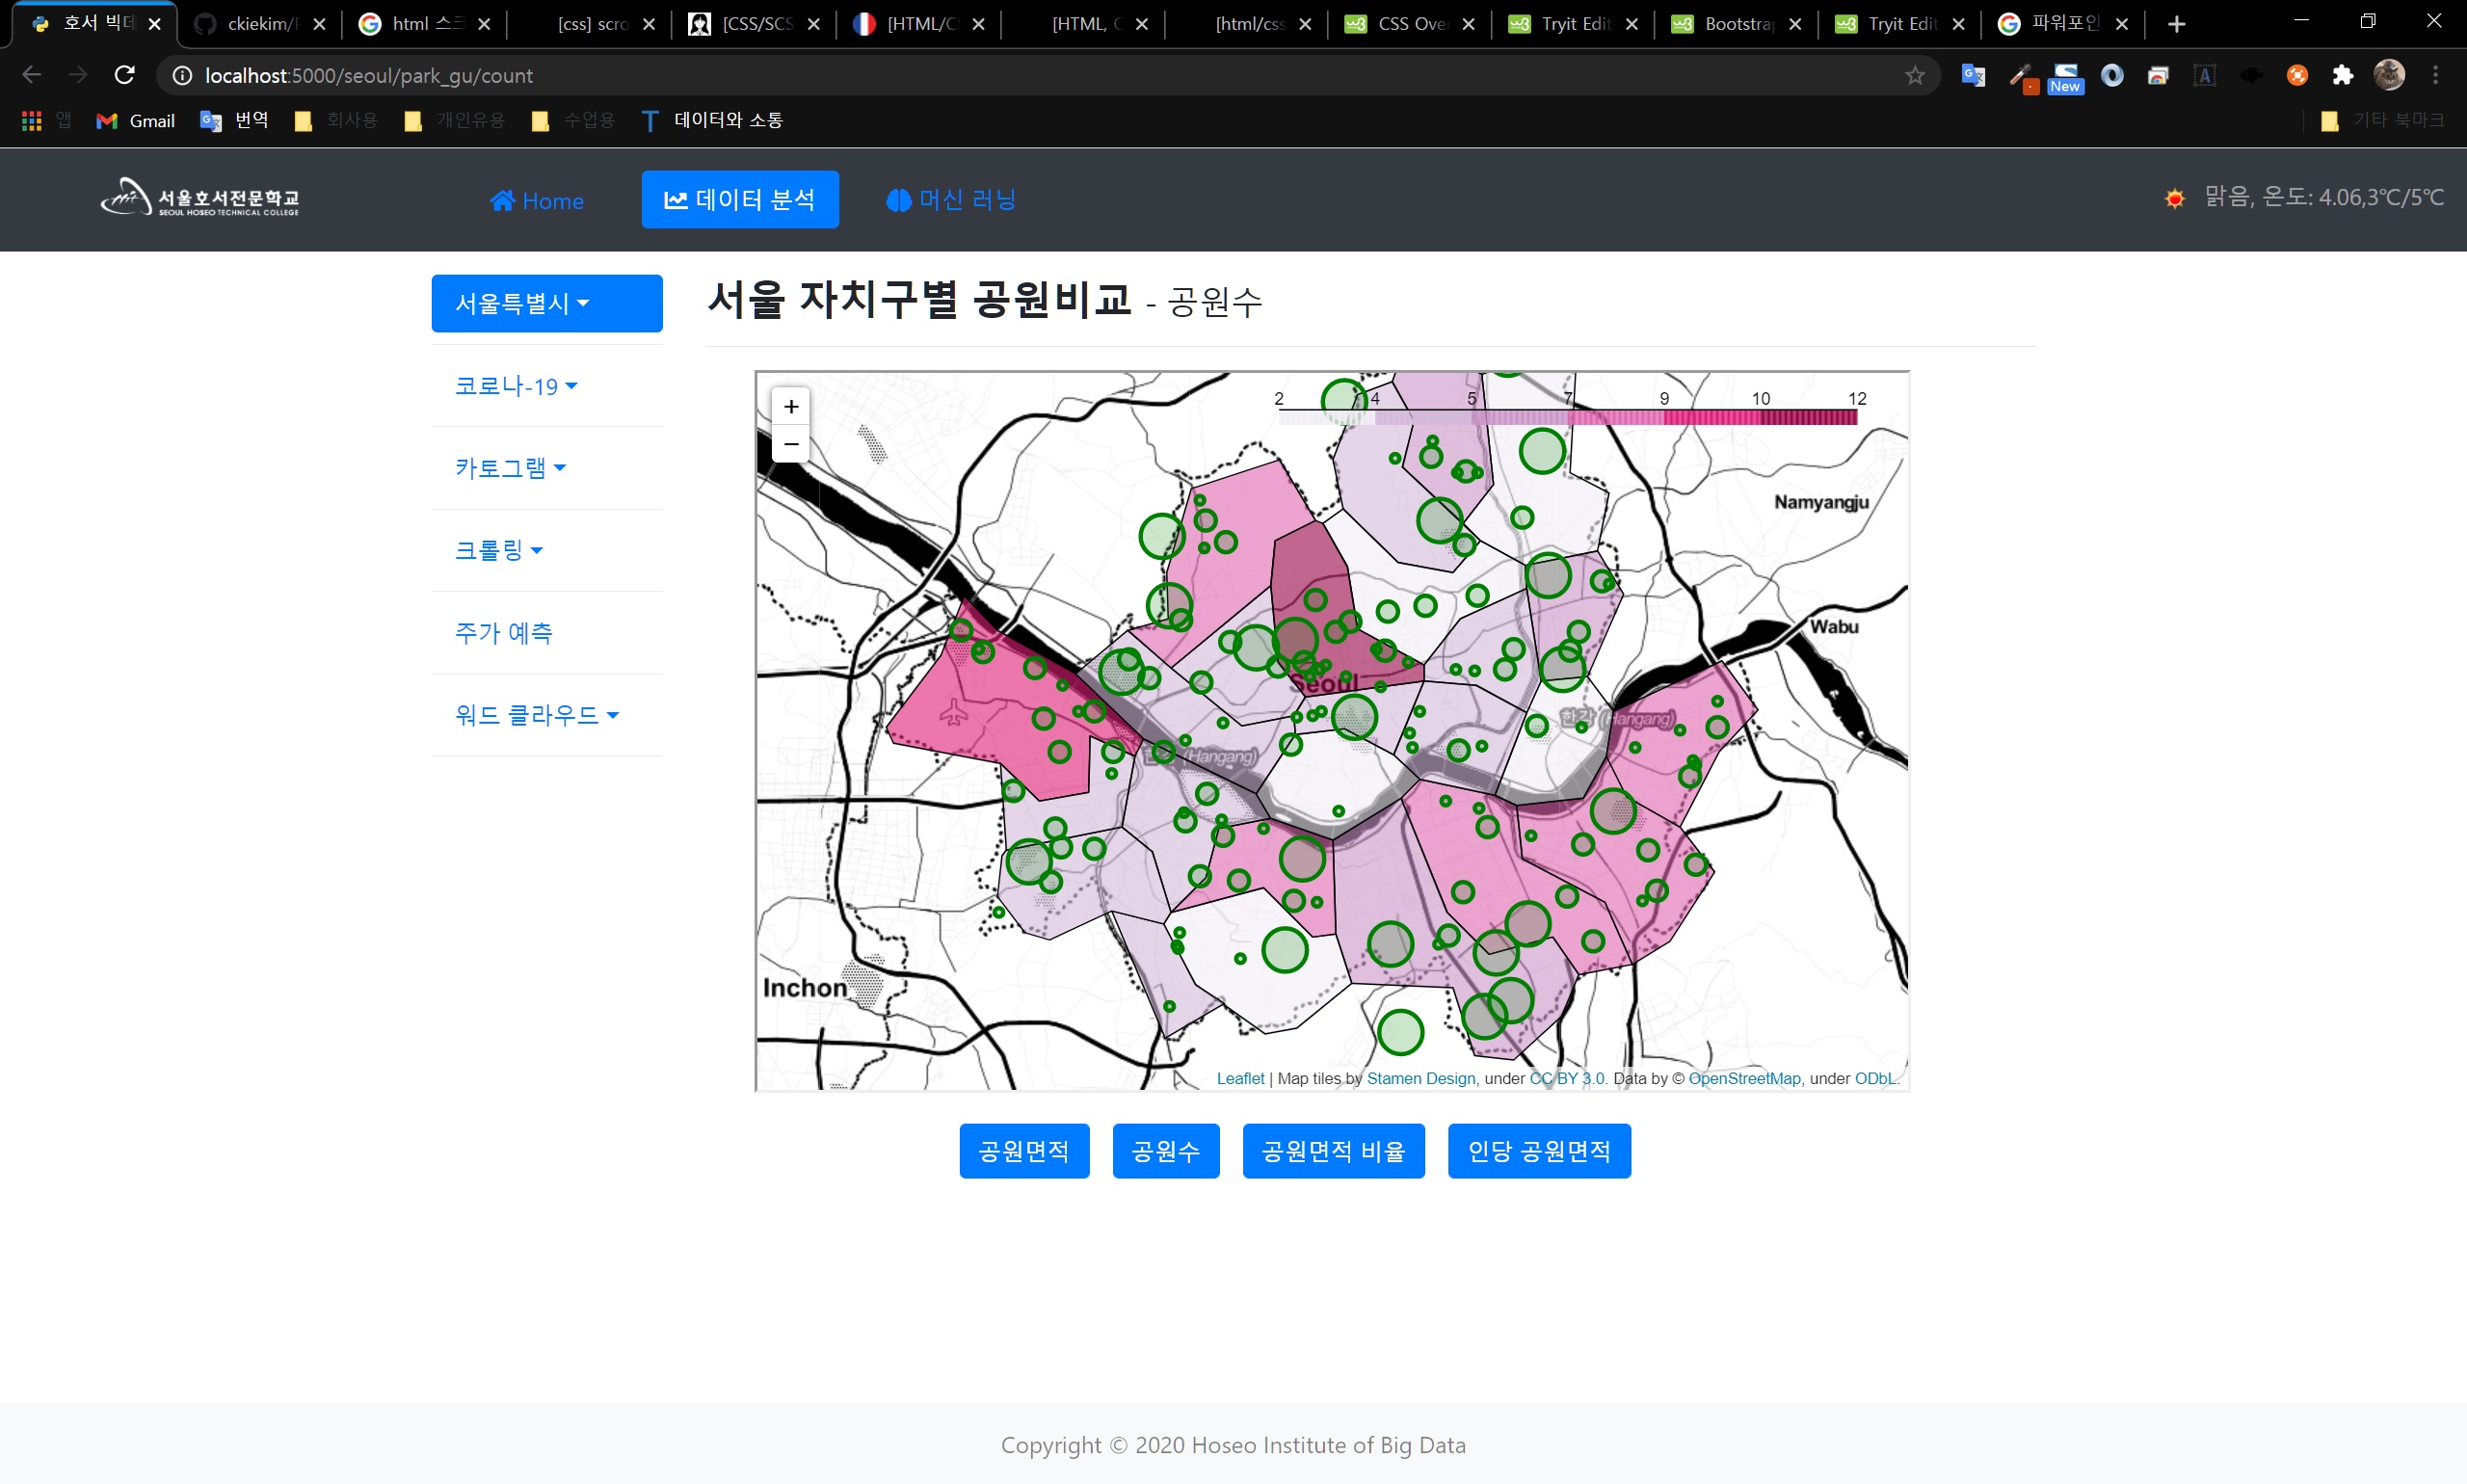 호서 빅데
ckiekim/
html 스크
[css] scro
[CSS/SCS
[HTML/C
[HTML, C
[html/css
CSS Ove
Tryit Edit
Bootstra
Tryit Edit
파워포인
localhost:5000/seoul/park_gu/count
New
앱
Gmail
번역
회사용
개인유용
수업용
데이터와 소통
기타 북마크
서울호서전문학교
SEOUL HOSEO TECHNICAL COLLEGE
Home
데이터 분석
머신 러닝
맑음, 온도: 4.06,3℃/5℃
서울특별시
코로나-19
카토그램
크롤링
주가 예측
워드 클라우드
서울 자치구별 공원비교 - 공원수
+
−
2 4 5 7 9 10 12
Namyangju
Wabu
Seoul
한강 (Hangang)
(Hangang)
Inchon
Leaflet | Map tiles by Stamen Design, under CC BY 3.0. Data by © OpenStreetMap, under ODbL.
공원면적
공원수
공원면적 비율
인당 공원면적
Copyright © 2020 Hoseo Institute of Big Data